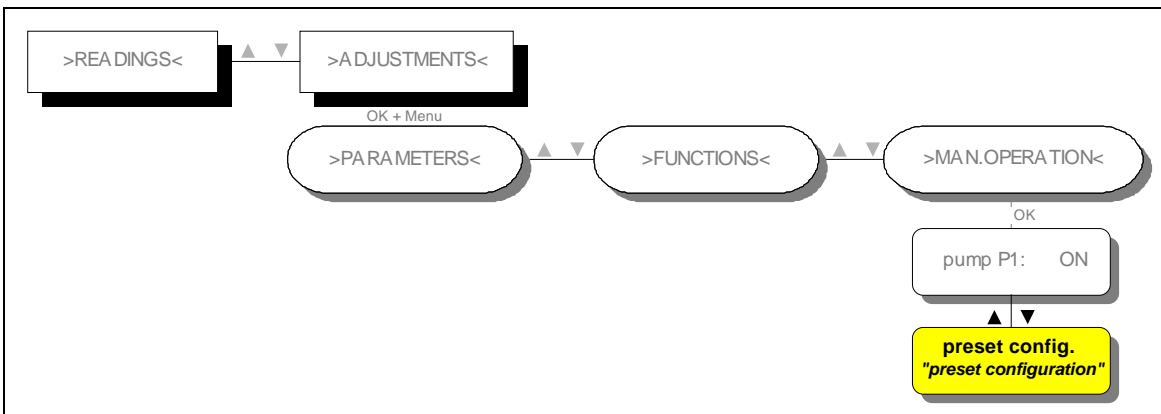 >READINGS< ▲ ▼ >ADJUSTMENTS<
OK + Menu
>PARAMETERS< ▲ ▼ >FUNCTIONS< ▲ ▼ >MAN.OPERATION<
OK
pump P1: ON
▲ ▼
preset config.
"preset configuration"